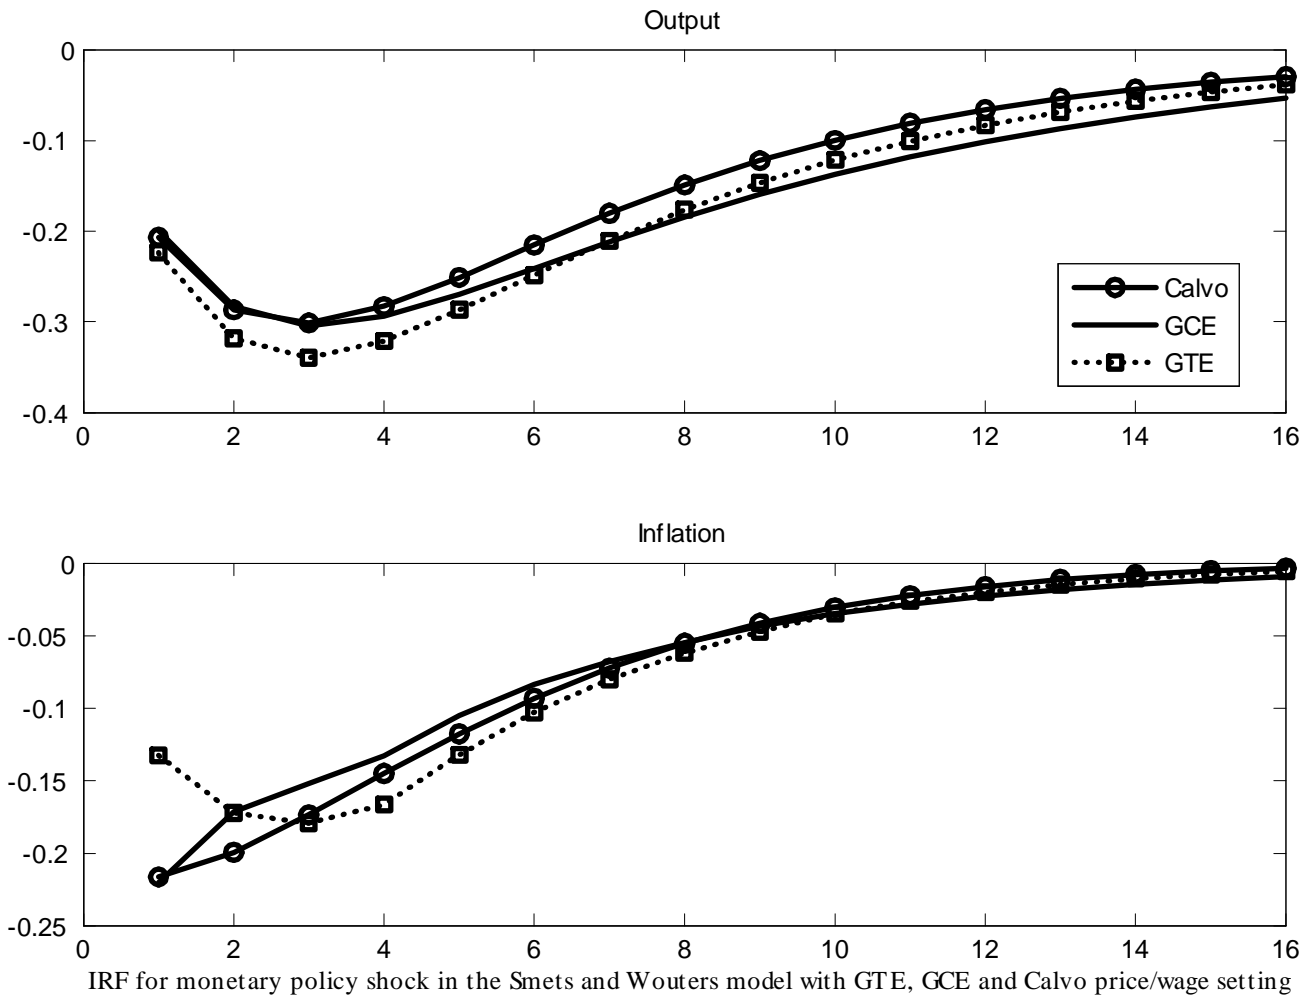 Output
0
-0.1
-0.2
-0.3
-0.4
0 2 4 6 8 10 12 14 16
Calvo
GCE
GTE
Inflation
0
-0.05
-0.1
-0.15
-0.2
-0.25
0 2 4 6 8 10 12 14 16
IRF for monetary policy shock in the Smets and Wouters model with GTE, GCE and Calvo price/wage setting